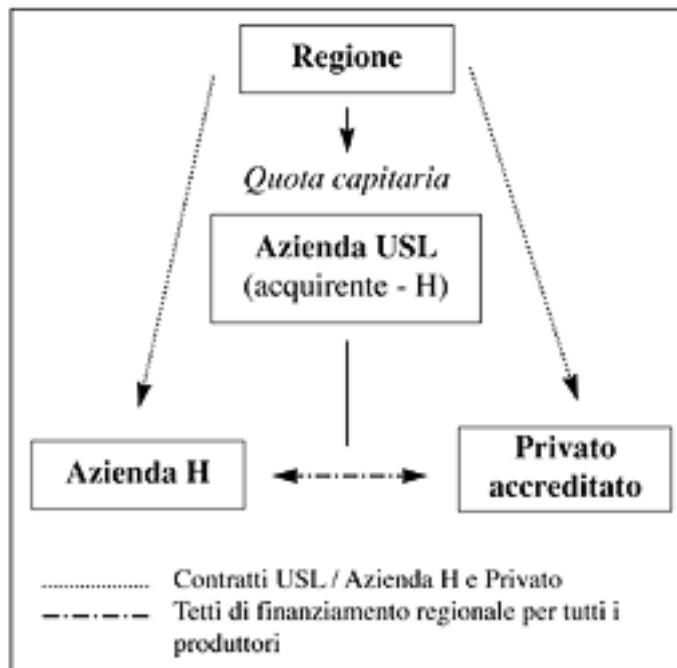 Regione
Quota capitaria
Azienda USL
(acquirente - H)
Azienda H
Privato
accreditato
Contratti USL / Azienda H e Privato
Tetti di finanziamento regionale per tutti i
produttori